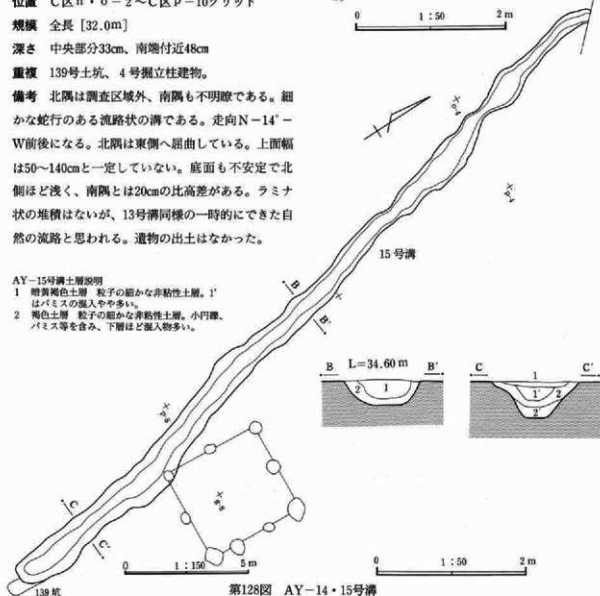 位置 C区n・o－2～C区p－10グリッド
規模 全長［32.0m］
深さ 中央部分33cm、南端付近48cm
重複 139号土坑、4号掘立柱建物。
備考 北隅は調査区域外、南隅も不明瞭である。細
かな蛇行のある流路状の溝である。走向N－14°－
W前後になる。北隅は東側へ屈曲している。上面幅
は50～140cmと一定していない。底面も不安定で北
側ほど浅く、南隅とは20cmの比高差がある。ラミナ
状の堆積はないが、13号溝同様の一時的にできた自
然の流路と思われる。遺物の出土はなかった。
AY－15号溝土層説明
1 暗黄褐色土層 粒子の細かな非粘性土層。1'
はパミスの混入やや多い。
2 褐色土層 粒子の細かな非粘性土層。小円礫、
パミス等を含み、下層ほど混入物多い。
0 1:50 2m
15号溝
B
B'
B L=34.60m B'
2 1
C C'
1
1' 2
2
p-8
C
C'
139坑
0 1:150 5m
0 1:50 2m
第128図 AY－14・15号溝